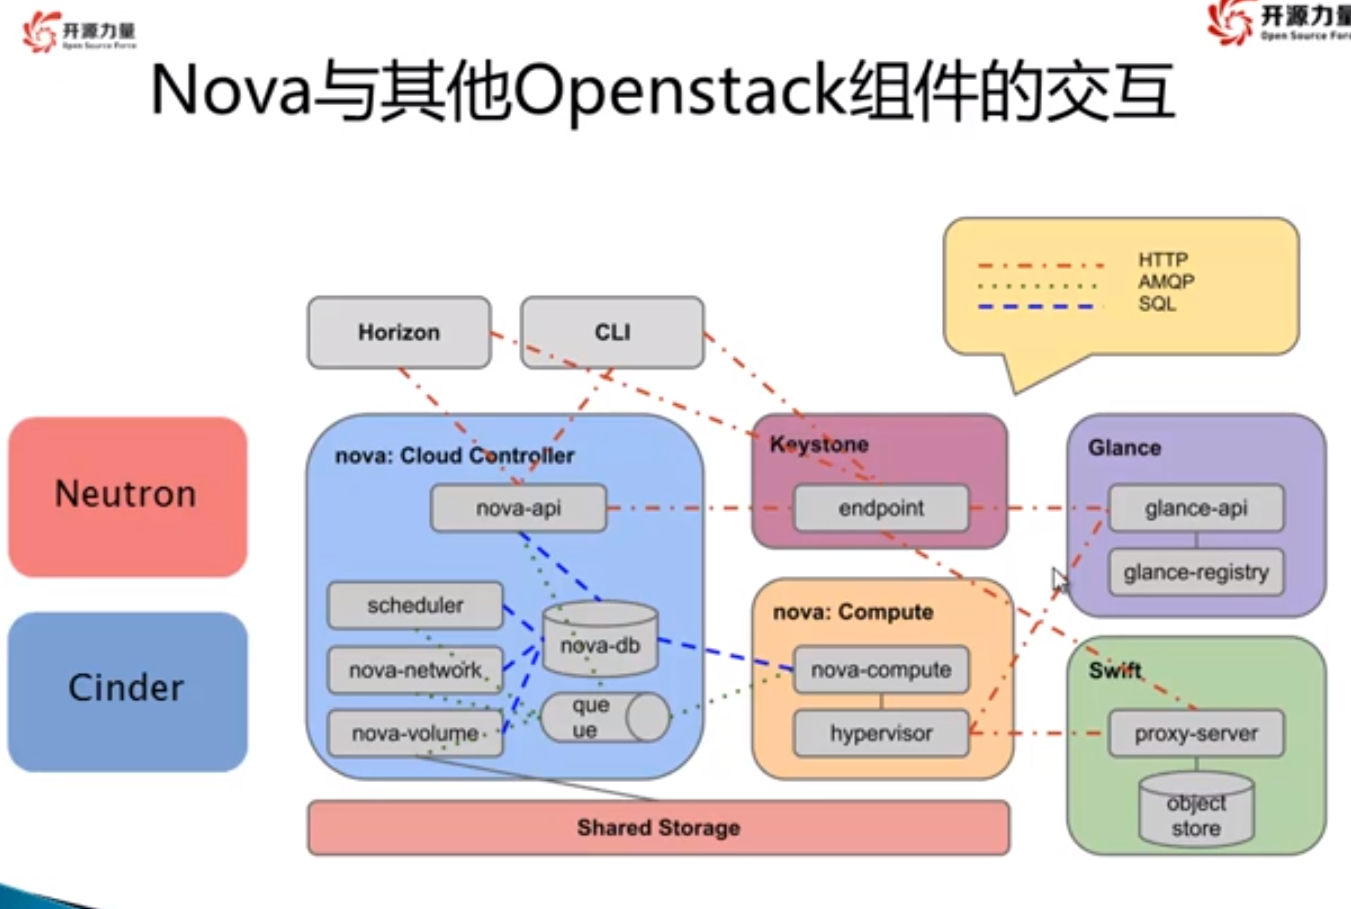 开源力量
Open Source Force
开源力量
Open Source For
Nova与其他Openstack组件的交互
HTTP
AMQP
SQL
Horizon
CLI
Neutron
Cinder
nova: Cloud Controller
nova-api
scheduler
nova-network
nova-volume
nova-db
que
ue
Keystone
endpoint
nova: Compute
nova-compute
hypervisor
Glance
glance-api
glance-registry
Swift
proxy-server
object
store
Shared Storage